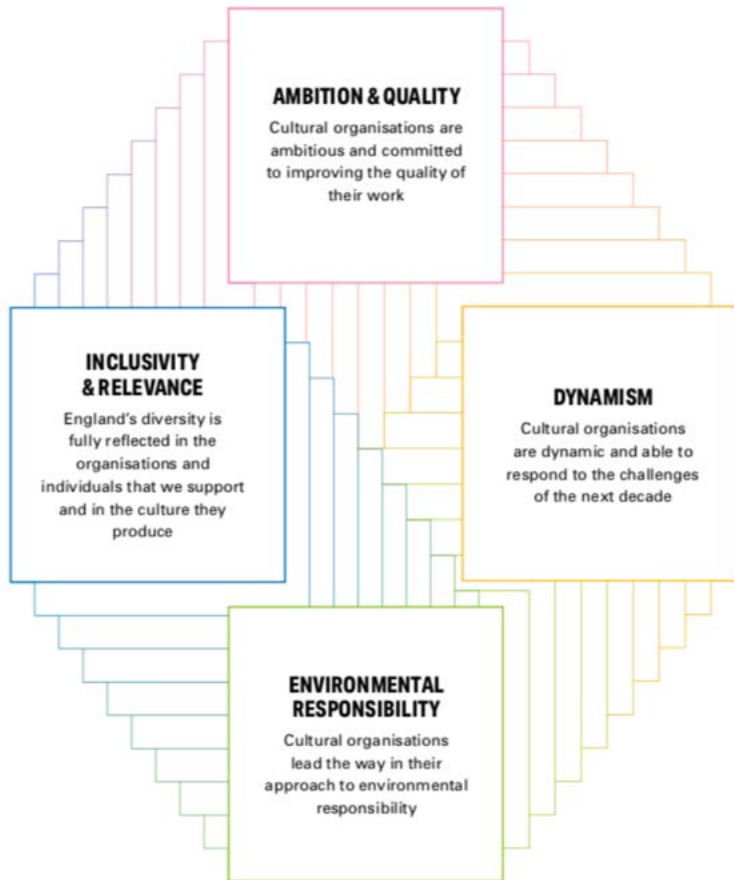 AMBITION & QUALITY
Cultural organisations are
ambitious and committed
to improving the quality of
their work
INCLUSIVITY
& RELEVANCE
England's diversity is
fully reflected in the
organisations and
individuals that we support
and in the culture they
produce
DYNAMISM
Cultural organisations
are dynamic and able to
respond to the challenges
of the next decade
ENVIRONMENTAL
RESPONSIBILITY
Cultural organisations
lead the way in their
approach to environmental
responsibility